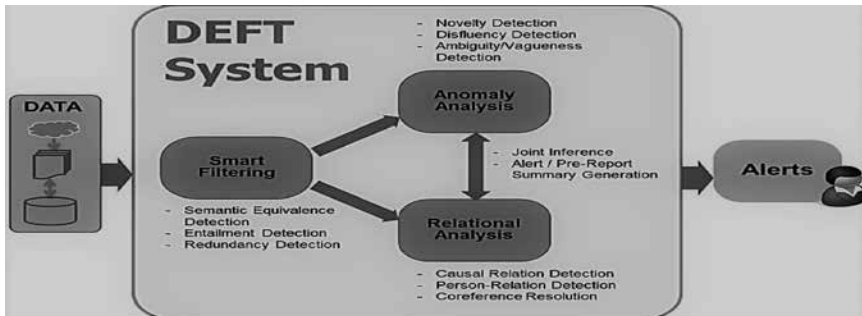 DEFT
System
DATA
- Novelty Detection
- Disfluency Detection
- Ambiguity/Vagueness
Detection
Anomaly
Analysis
Smart
Filtering
- Semantic Equivalence
Detection
- Entailment Detection
- Redundancy Detection
- Joint Inference
- Alert / Pre-Report
Summary Generation
Relational
Analysis
- Causal Relation Detection
- Person-Relation Detection
- Coreference Resolution
Alerts